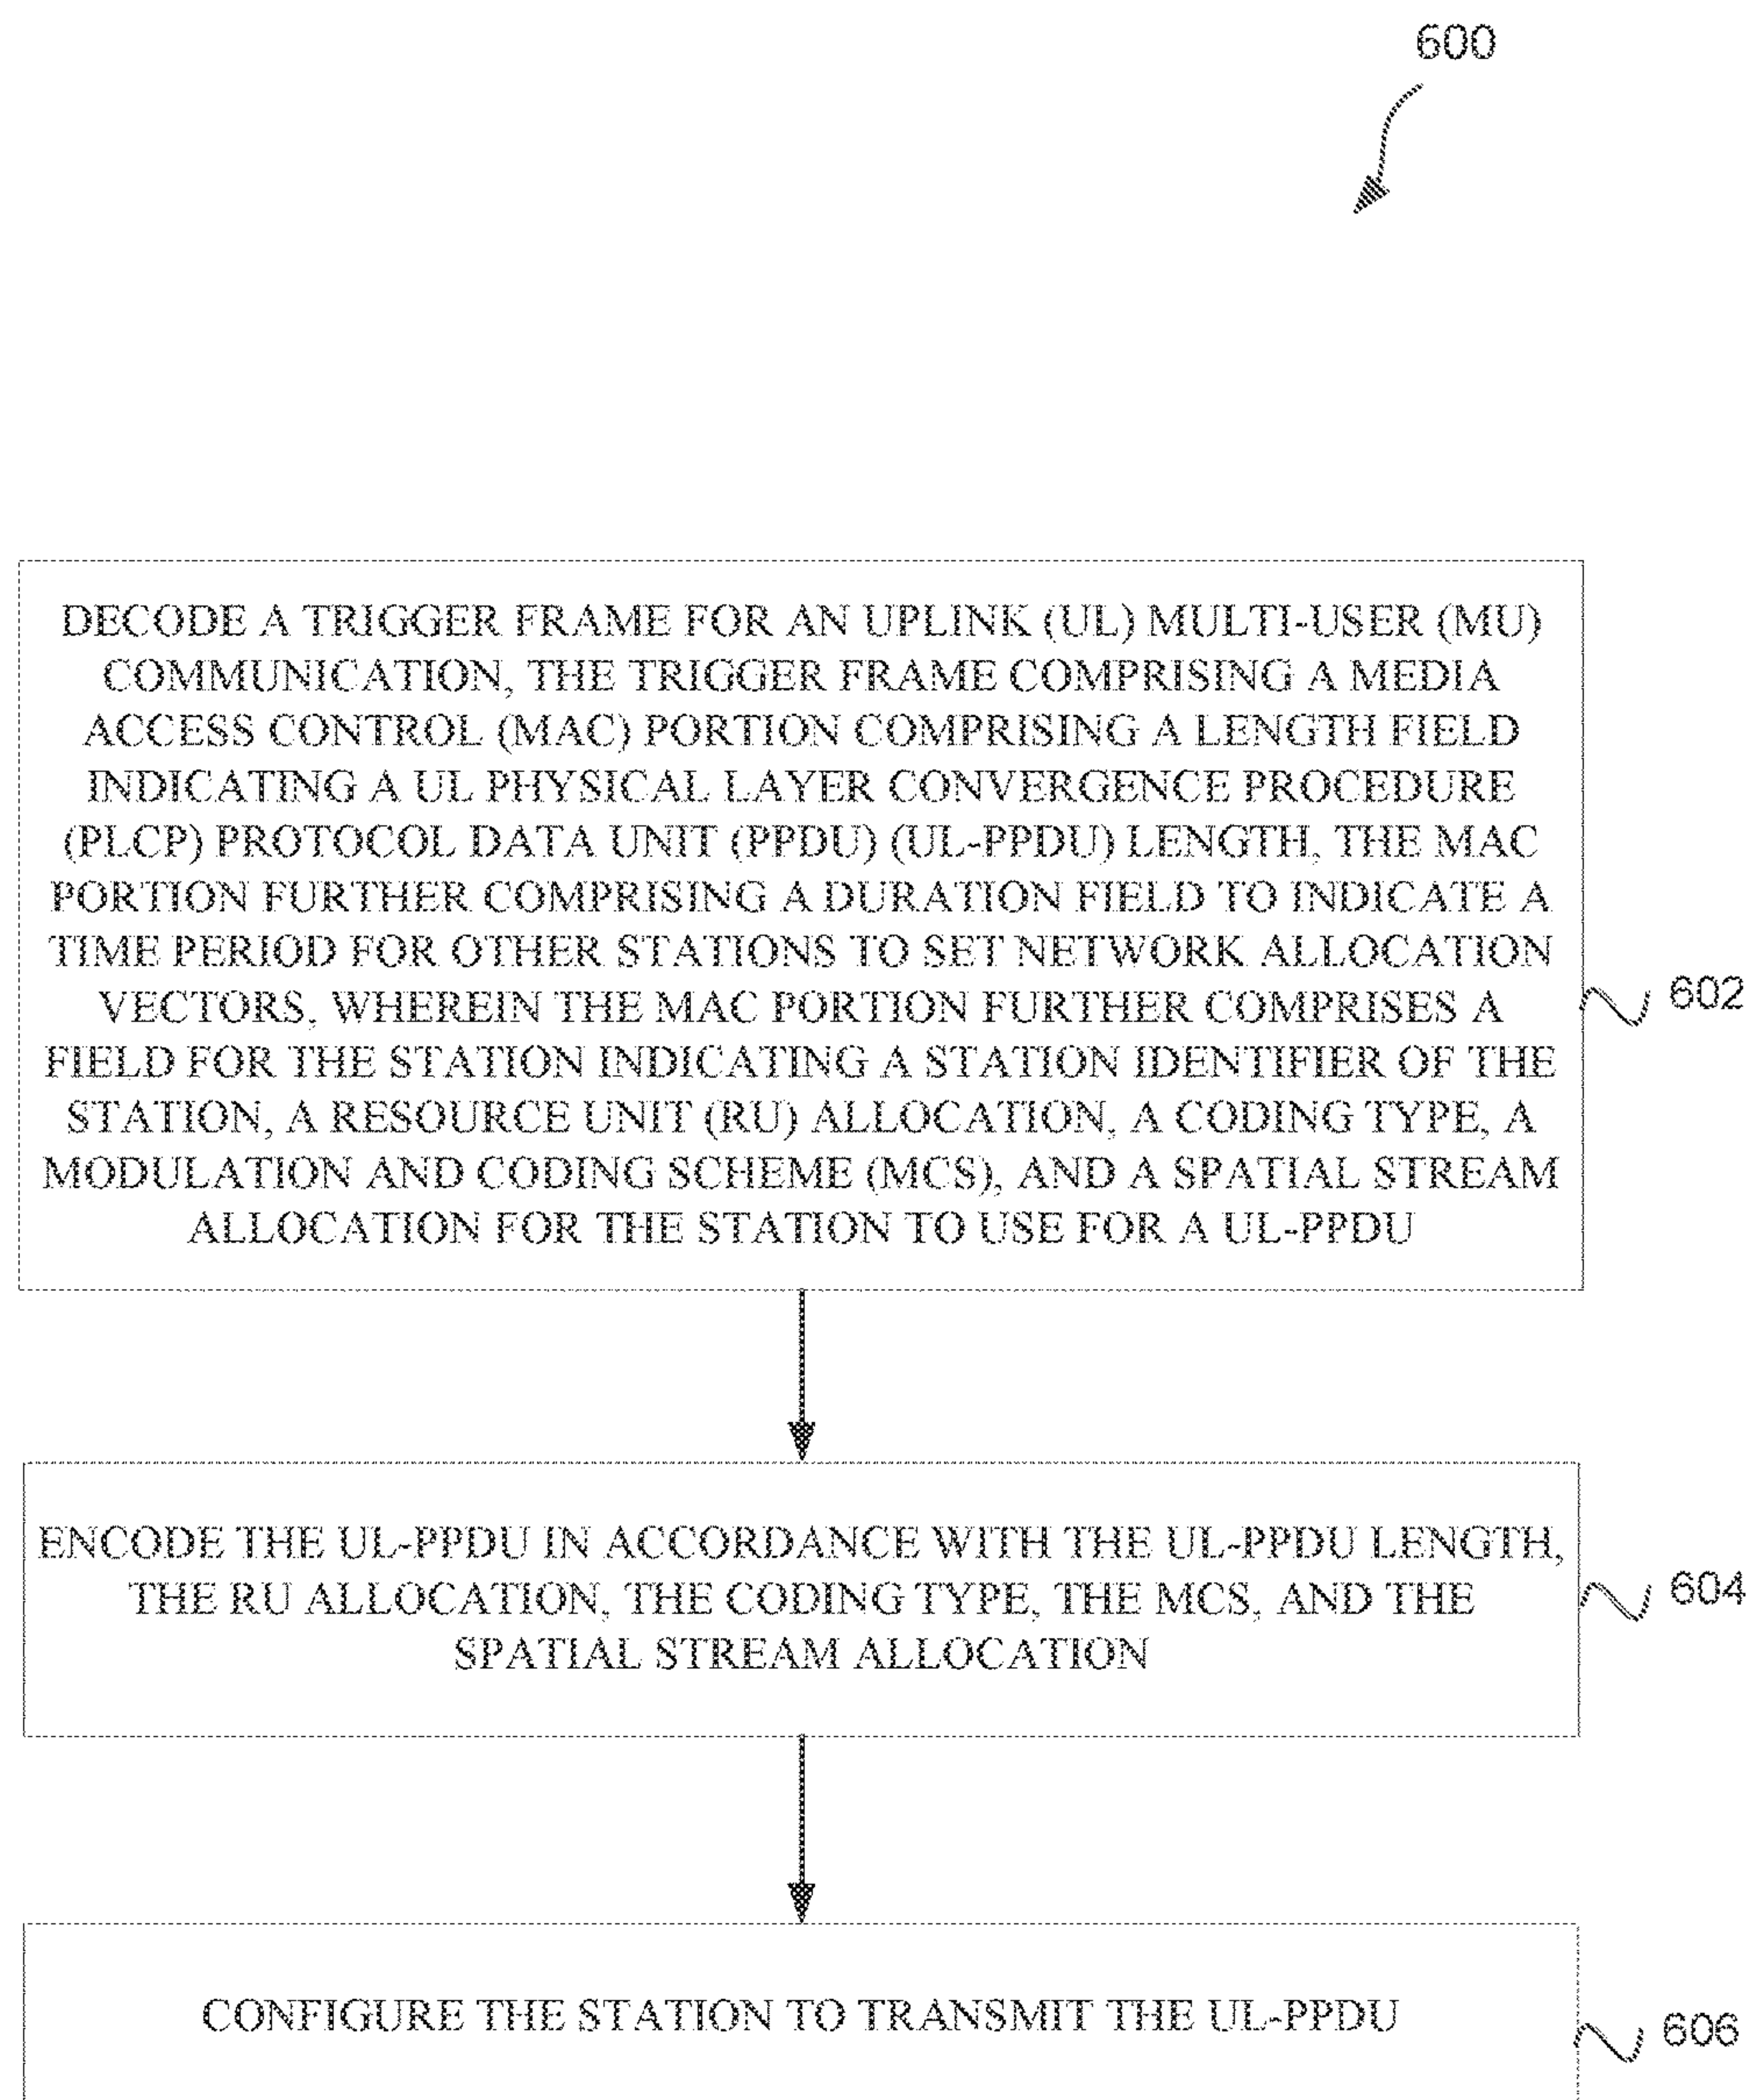 600
DECODE A TRIGGER FRAME FOR AN UPLINK (UL) MULTI-USER (MU)
COMMUNICATION, THE TRIGGER FRAME COMPRISING A MEDIA
ACCESS CONTROL (MAC) PORTION COMPRISING A LENGTH FIELD
INDICATING A UL PHYSICAL LAYER CONVERGENCE PROCEDURE
(PLCP) PROTOCOL DATA UNIT (PPDU) (UL-PPDU) LENGTH, THE MAC
PORTION FURTHER COMPRISING A DURATION FIELD TO INDICATE A
TIME PERIOD FOR OTHER STATIONS TO SET NETWORK ALLOCATION
VECTORS, WHEREIN THE MAC PORTION FURTHER COMPRISES A
FIELD FOR THE STATION INDICATING A STATION IDENTIFIER OF THE
STATION, A RESOURCE UNIT (RU) ALLOCATION, A CODING TYPE, A
MODULATION AND CODING SCHEME (MCS), AND A SPATIAL STREAM
ALLOCATION FOR THE STATION TO USE FOR A UL-PPDU
602
ENCODE THE UL-PPDU IN ACCORDANCE WITH THE UL-PPDU LENGTH,
THE RU ALLOCATION, THE CODING TYPE, THE MCS, AND THE
SPATIAL STREAM ALLOCATION
604
CONFIGURE THE STATION TO TRANSMIT THE UL-PPDU
606